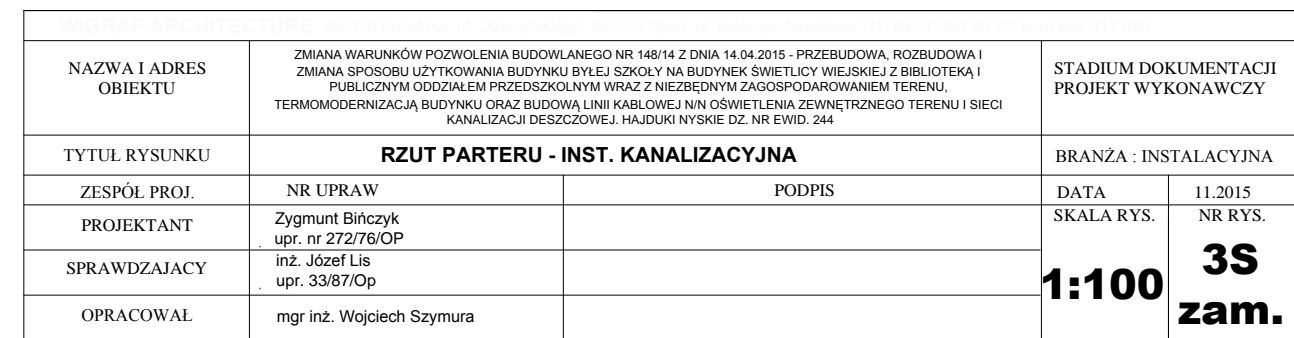 WIGRAF ARCHITECTURE
NAZWA I ADRES
OBIEKTU
ZMIANA WARUNKÓW POZWOLENIA BUDOWLANEGO NR 148/14 Z DNIA 14.04.2015 - PRZEBUDOWA, ROZBUDOWA I
ZMIANA SPOSOBU UŻYTKOWANIA BUDYNKU BYŁEJ SZKOŁY NA BUDYNEK ŚWIETLICY WIEJSKIEJ Z BIBLIOTEKĄ I
PUBLICZNYM ODDZIAŁEM PRZEDSZKOLNYM WRAZ Z NIEZBĘDNYM ZAGOSPODAROWANIEM TERENU,
TERMOMODERNIZACJĄ BUDYNKU ORAZ BUDOWĄ LINII KABLOWEJ N/N OŚWIETLENIA ZEWNĘTRZNEGO TERENU I SIECI
KANALIZACJI DESZCZOWEJ. HAJDUKI NYSKIE DZ. NR EWID. 244
STADIUM DOKUMENTACJI
PROJEKT WYKONAWCZY
TYTUŁ RYSUNKU
RZUT PARTERU - INST. KANALIZACYJNA
BRANŻA : INSTALACYJNA
ZESPÓŁ PROJ.
NR UPRAW
PODPIS
DATA
11.2015
PROJEKTANT
Zygmunt Bińczyk
upr. nr 272/76/OP
SKALA RYS.
NR RYS.
SPRAWDZAJACY
inż. Józef Lis
upr. 33/87/Op
1:100
3S
zam.
OPRACOWAŁ
mgr inż. Wojciech Szymura